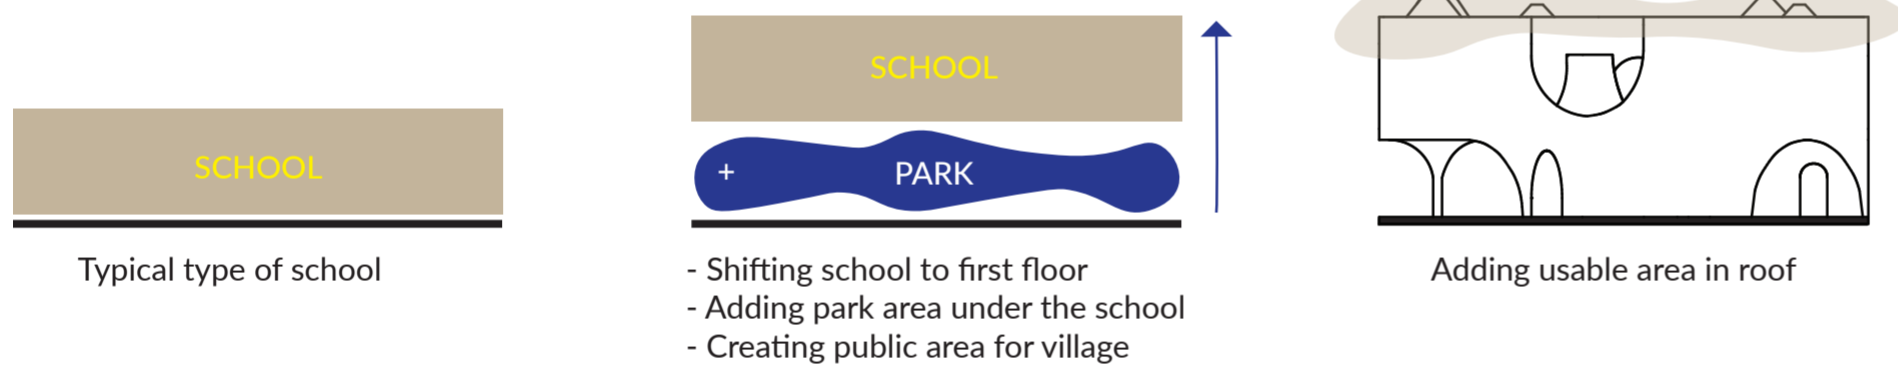 SCHOOL
Typical type of school
SCHOOL
+ PARK
- Shifting school to first floor
- Adding park area under the school
- Creating public area for village
Adding usable area in roof